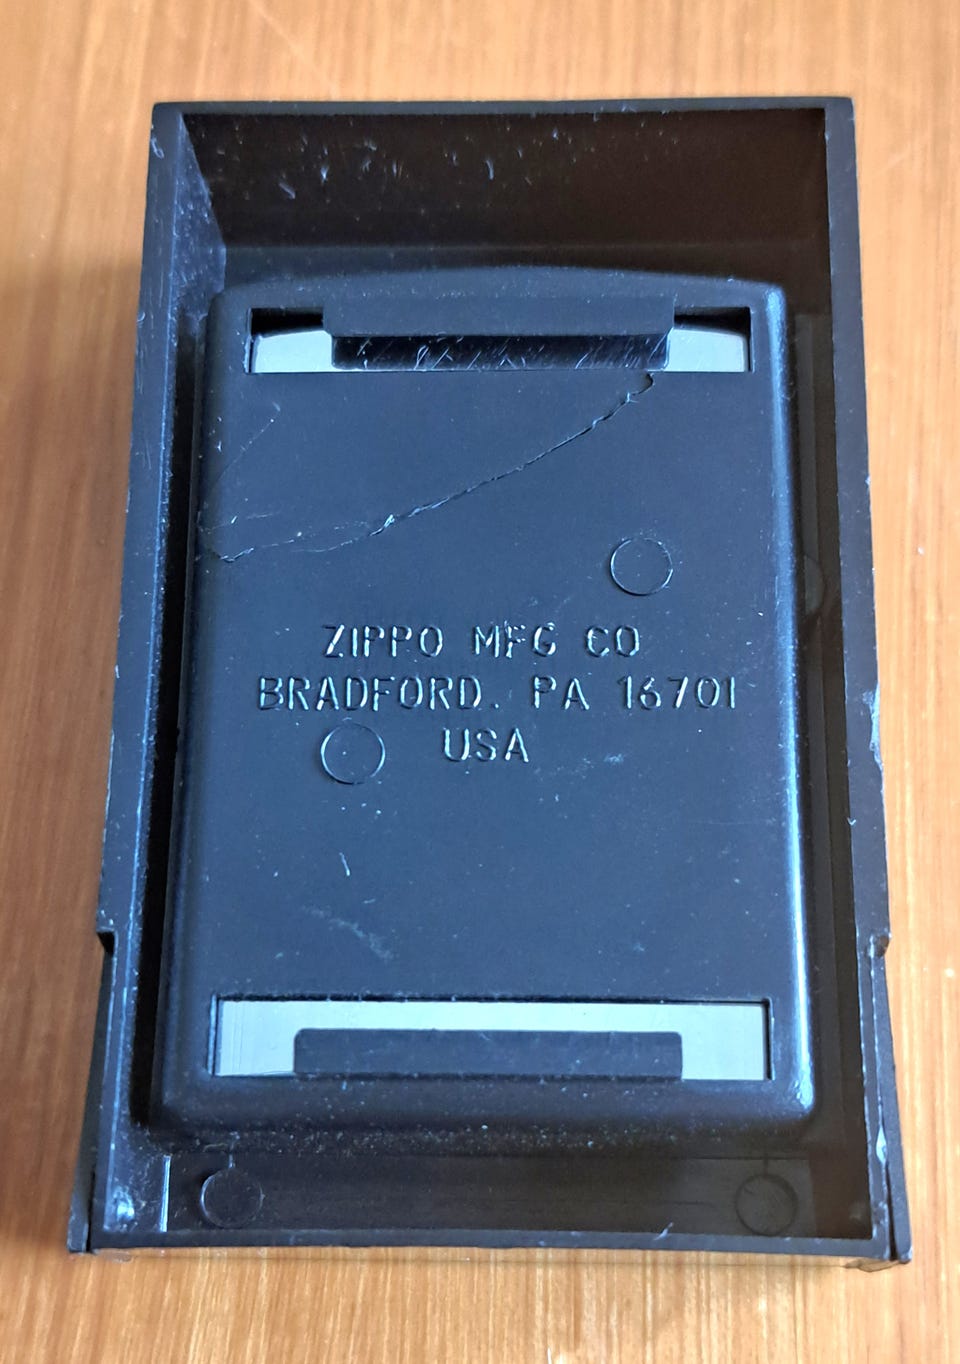 ZIPPO MFG CO
BRADFORD. PA 16701
USA